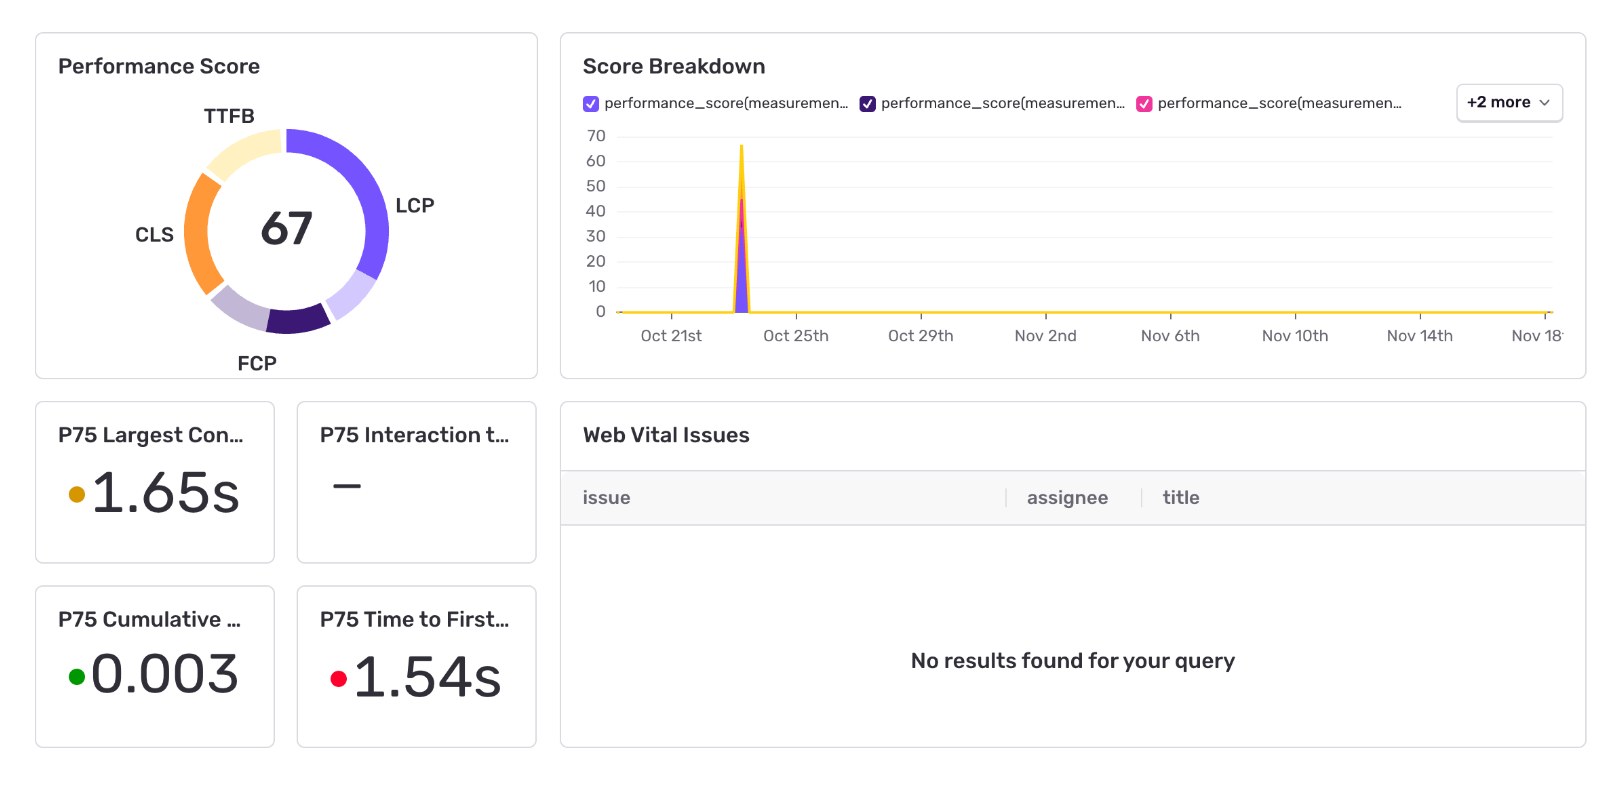 Performance Score
TTFB
LCP
CLS
67
FCP
Score Breakdown
performance_score(measuremen... performance_score(measuremen... performance_score(measuremen...
+2 more
70
60
50
40
30
20
10
0
Oct 21st Oct 25th Oct 29th Nov 2nd Nov 6th Nov 10th Nov 14th Nov 18
P75 Largest Con...
1.65s
P75 Interaction t...
—
P75 Cumulative ...
0.003
P75 Time to First...
1.54s
Web Vital Issues
issue assignee title
No results found for your query